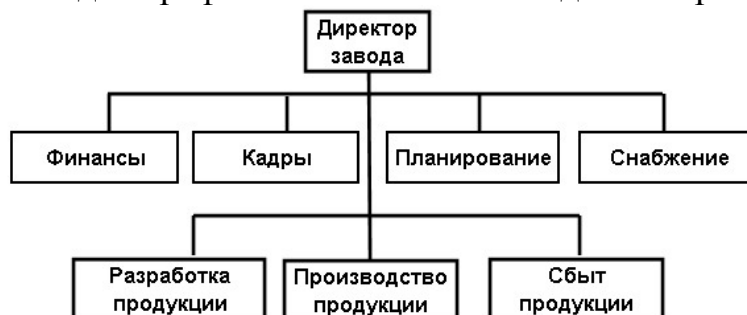 Директор
завода
Финансы
Кадры
Планирование
Снабжение
Разработка
продукции
Производство
продукции
Сбыт
продукции